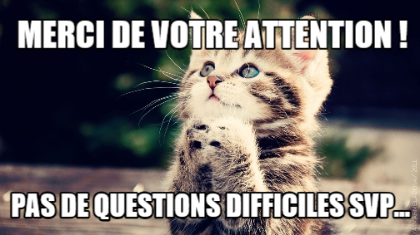 MERCI DE VOTRE ATTENTION !
PAS DE QUESTIONS DIFFICILES SVP...